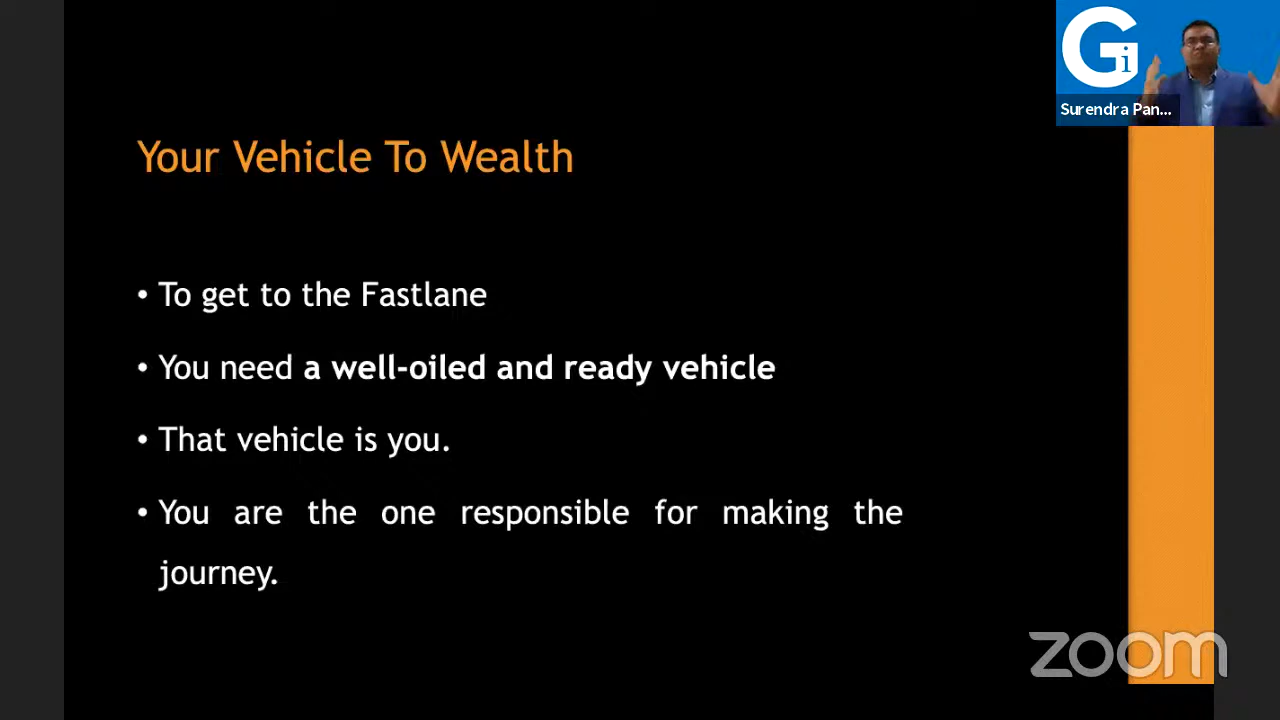 Gi
Surendra Pan...
Your Vehicle To Wealth
• To get to the Fastlane
• You need a well-oiled and ready vehicle
• That vehicle is you.
• You are the one responsible for making the
journey.
zoom